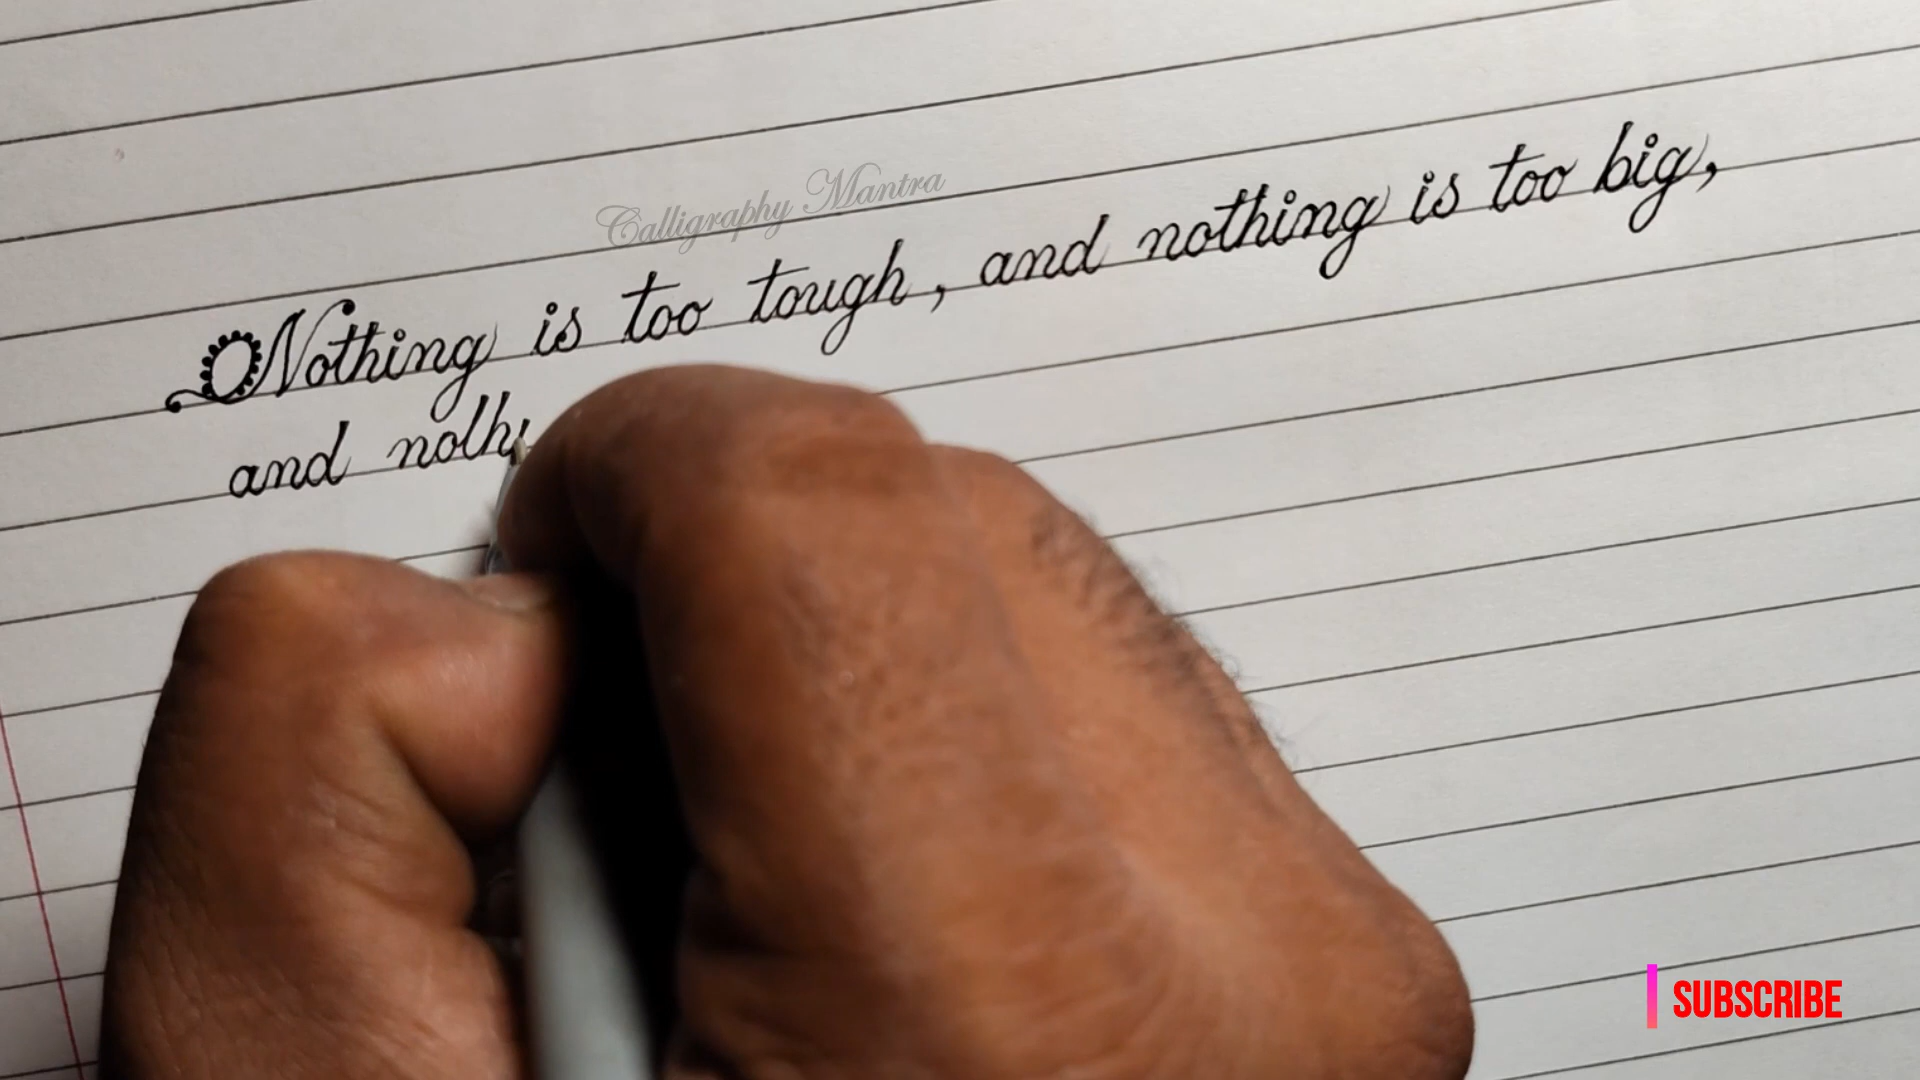 Calligraphy Mantra
Nothing is too tough, and nothing is too big,
and
SUBSCRIBE